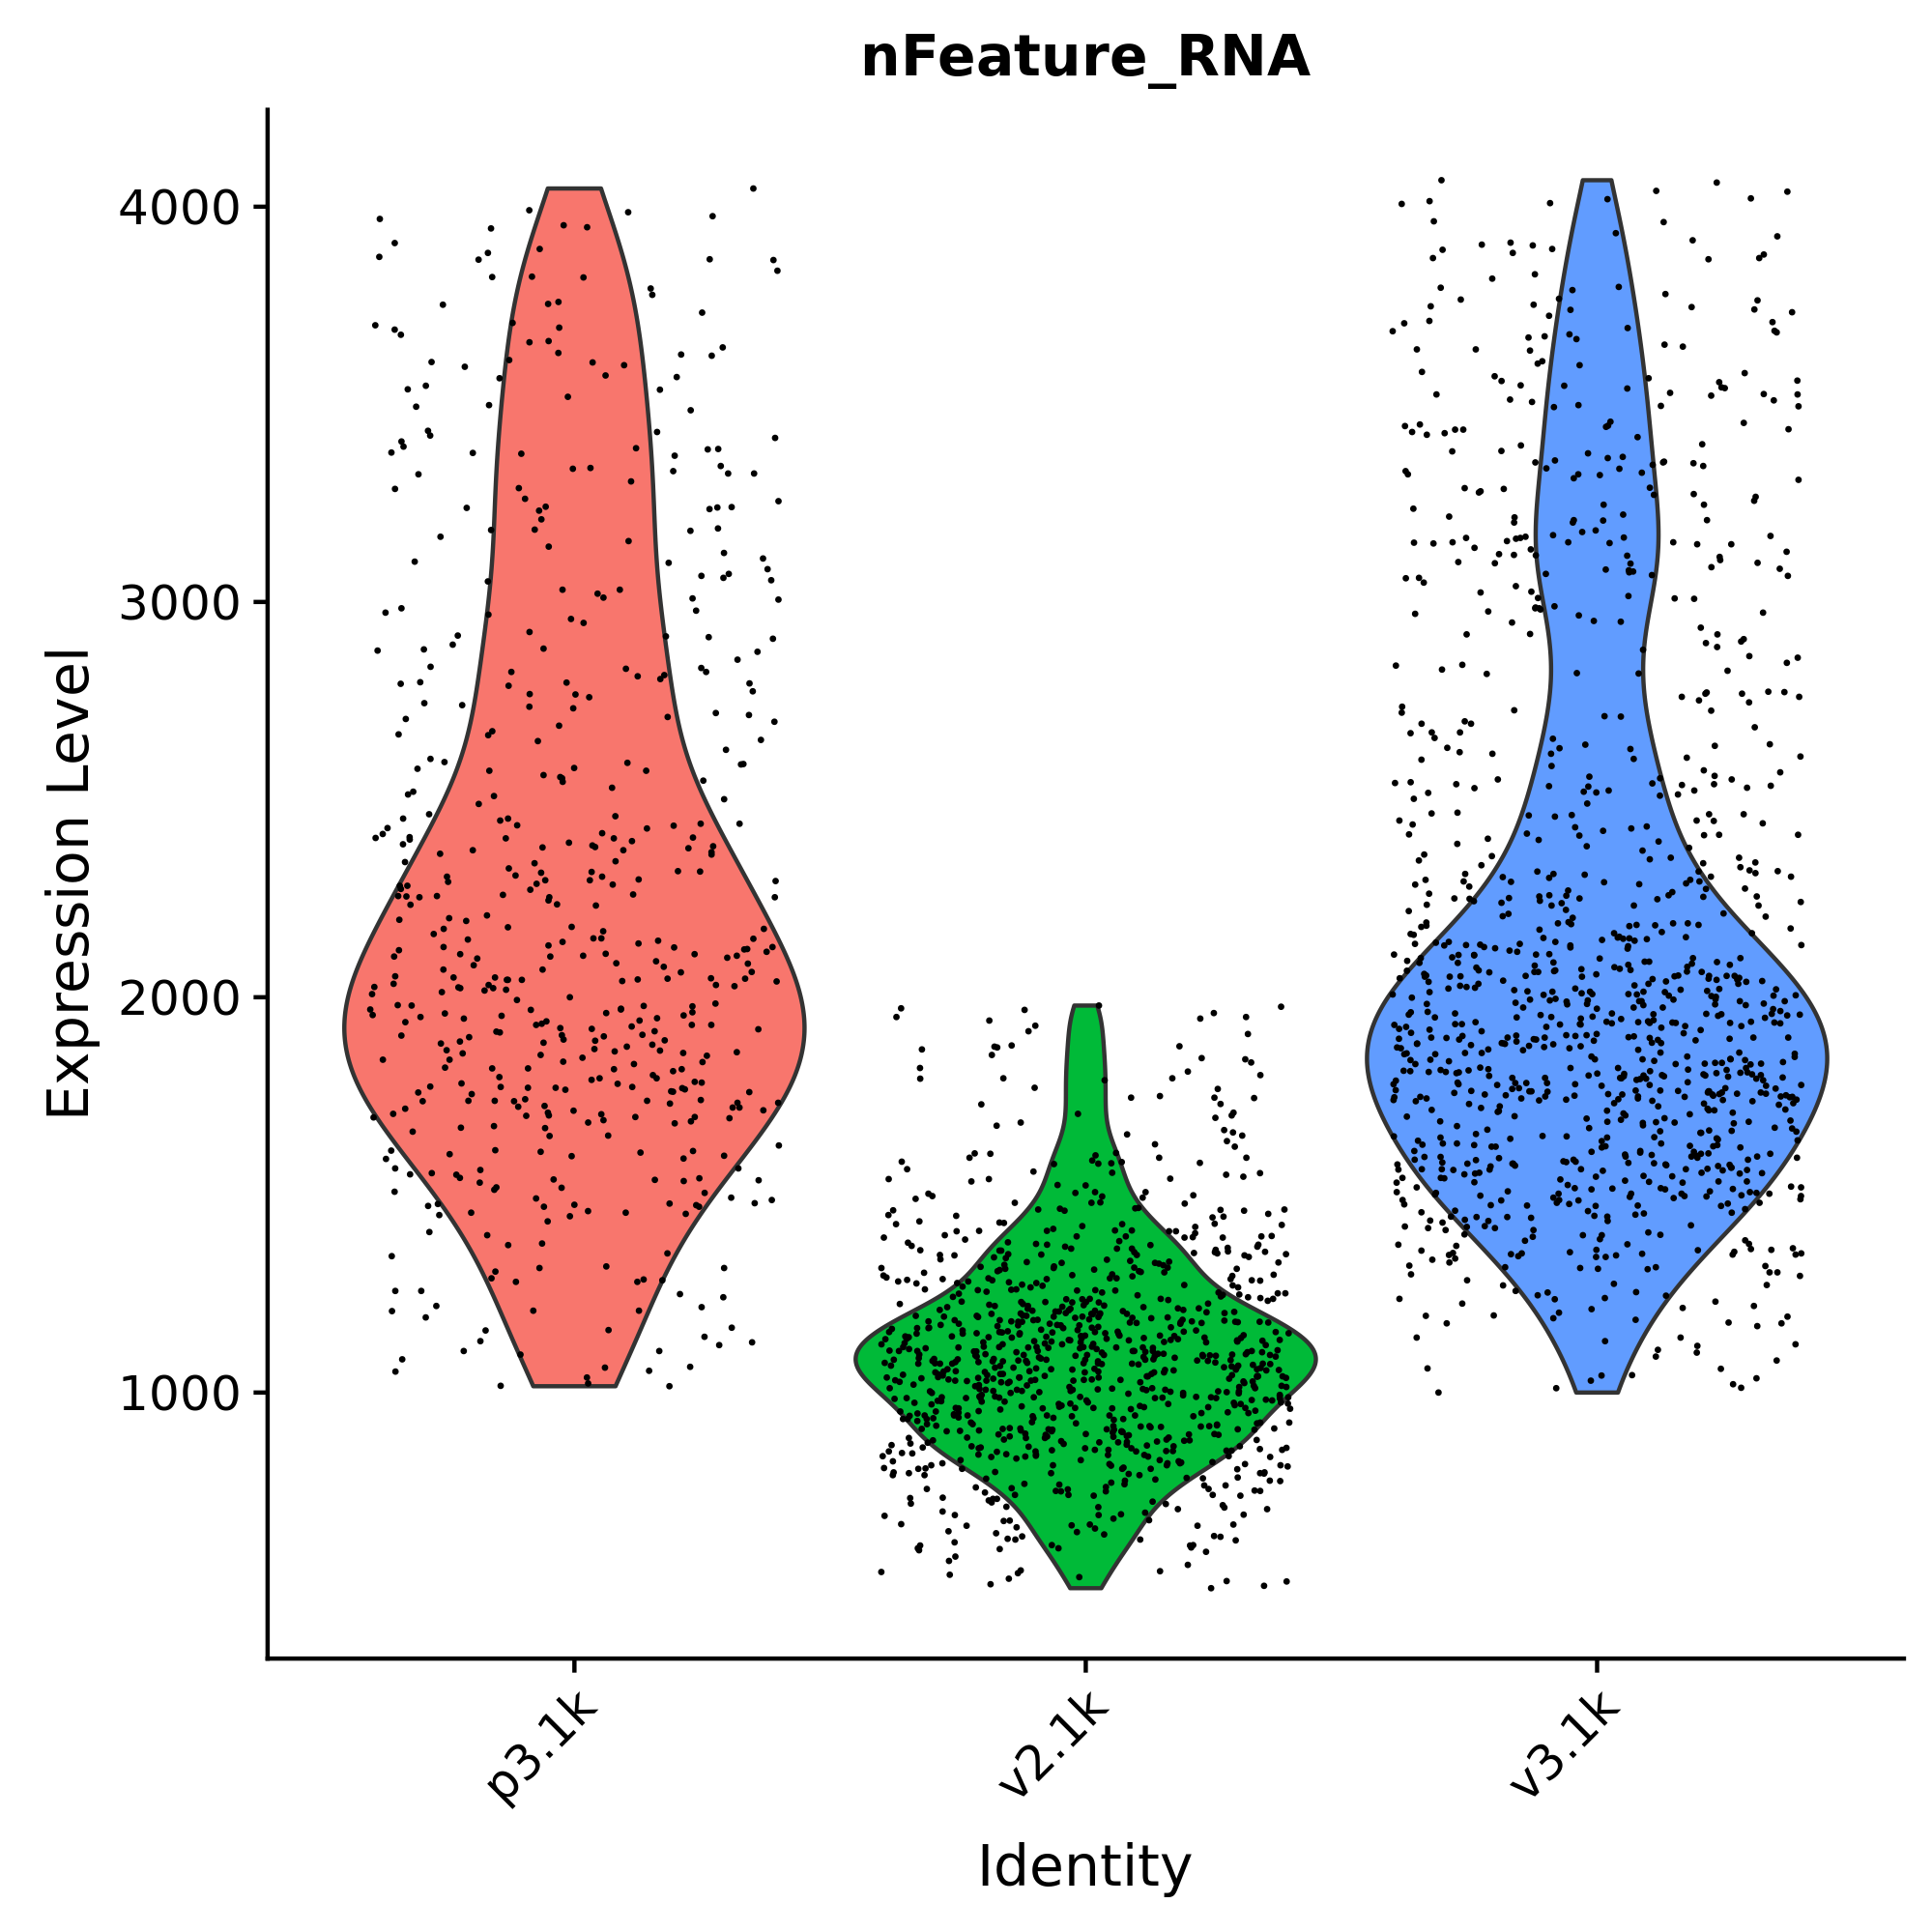 nFeature_RNA
Expression Level
4000
3000
2000
1000
p3.1k
v2.1k
v3.1k
Identity